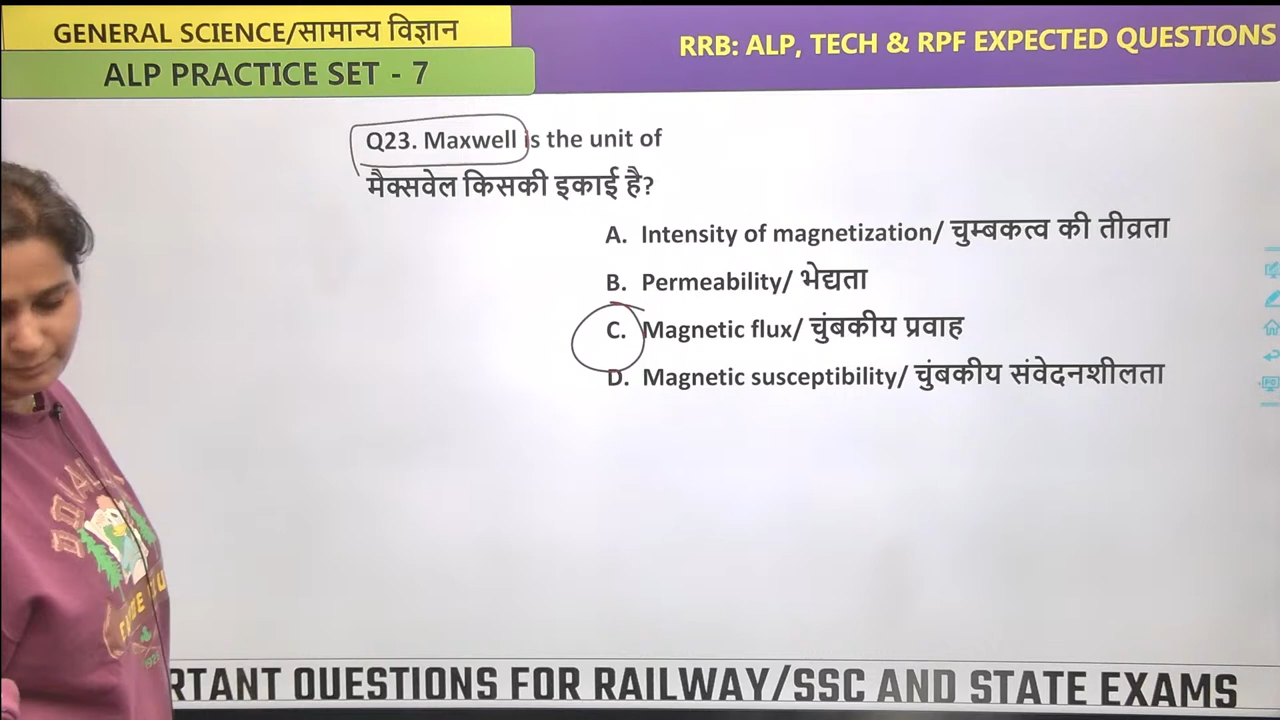 GENERAL SCIENCE/सामान्य विज्ञान
RRB: ALP, TECH & RPF EXPECTED QUESTIONS
ALP PRACTICE SET - 7
Q23. Maxwell is the unit of
मैक्सवेल किसकी इकाई है?
A. Intensity of magnetization/ चुम्बकत्व की तीव्रता
B. Permeability/ भेद्यता
C. Magnetic flux/ चुंबकीय प्रवाह
D. Magnetic susceptibility/ चुंबकीय संवेदनशीलता
RTANT QUESTIONS FOR RAILWAY/SSC AND STATE EXAMS